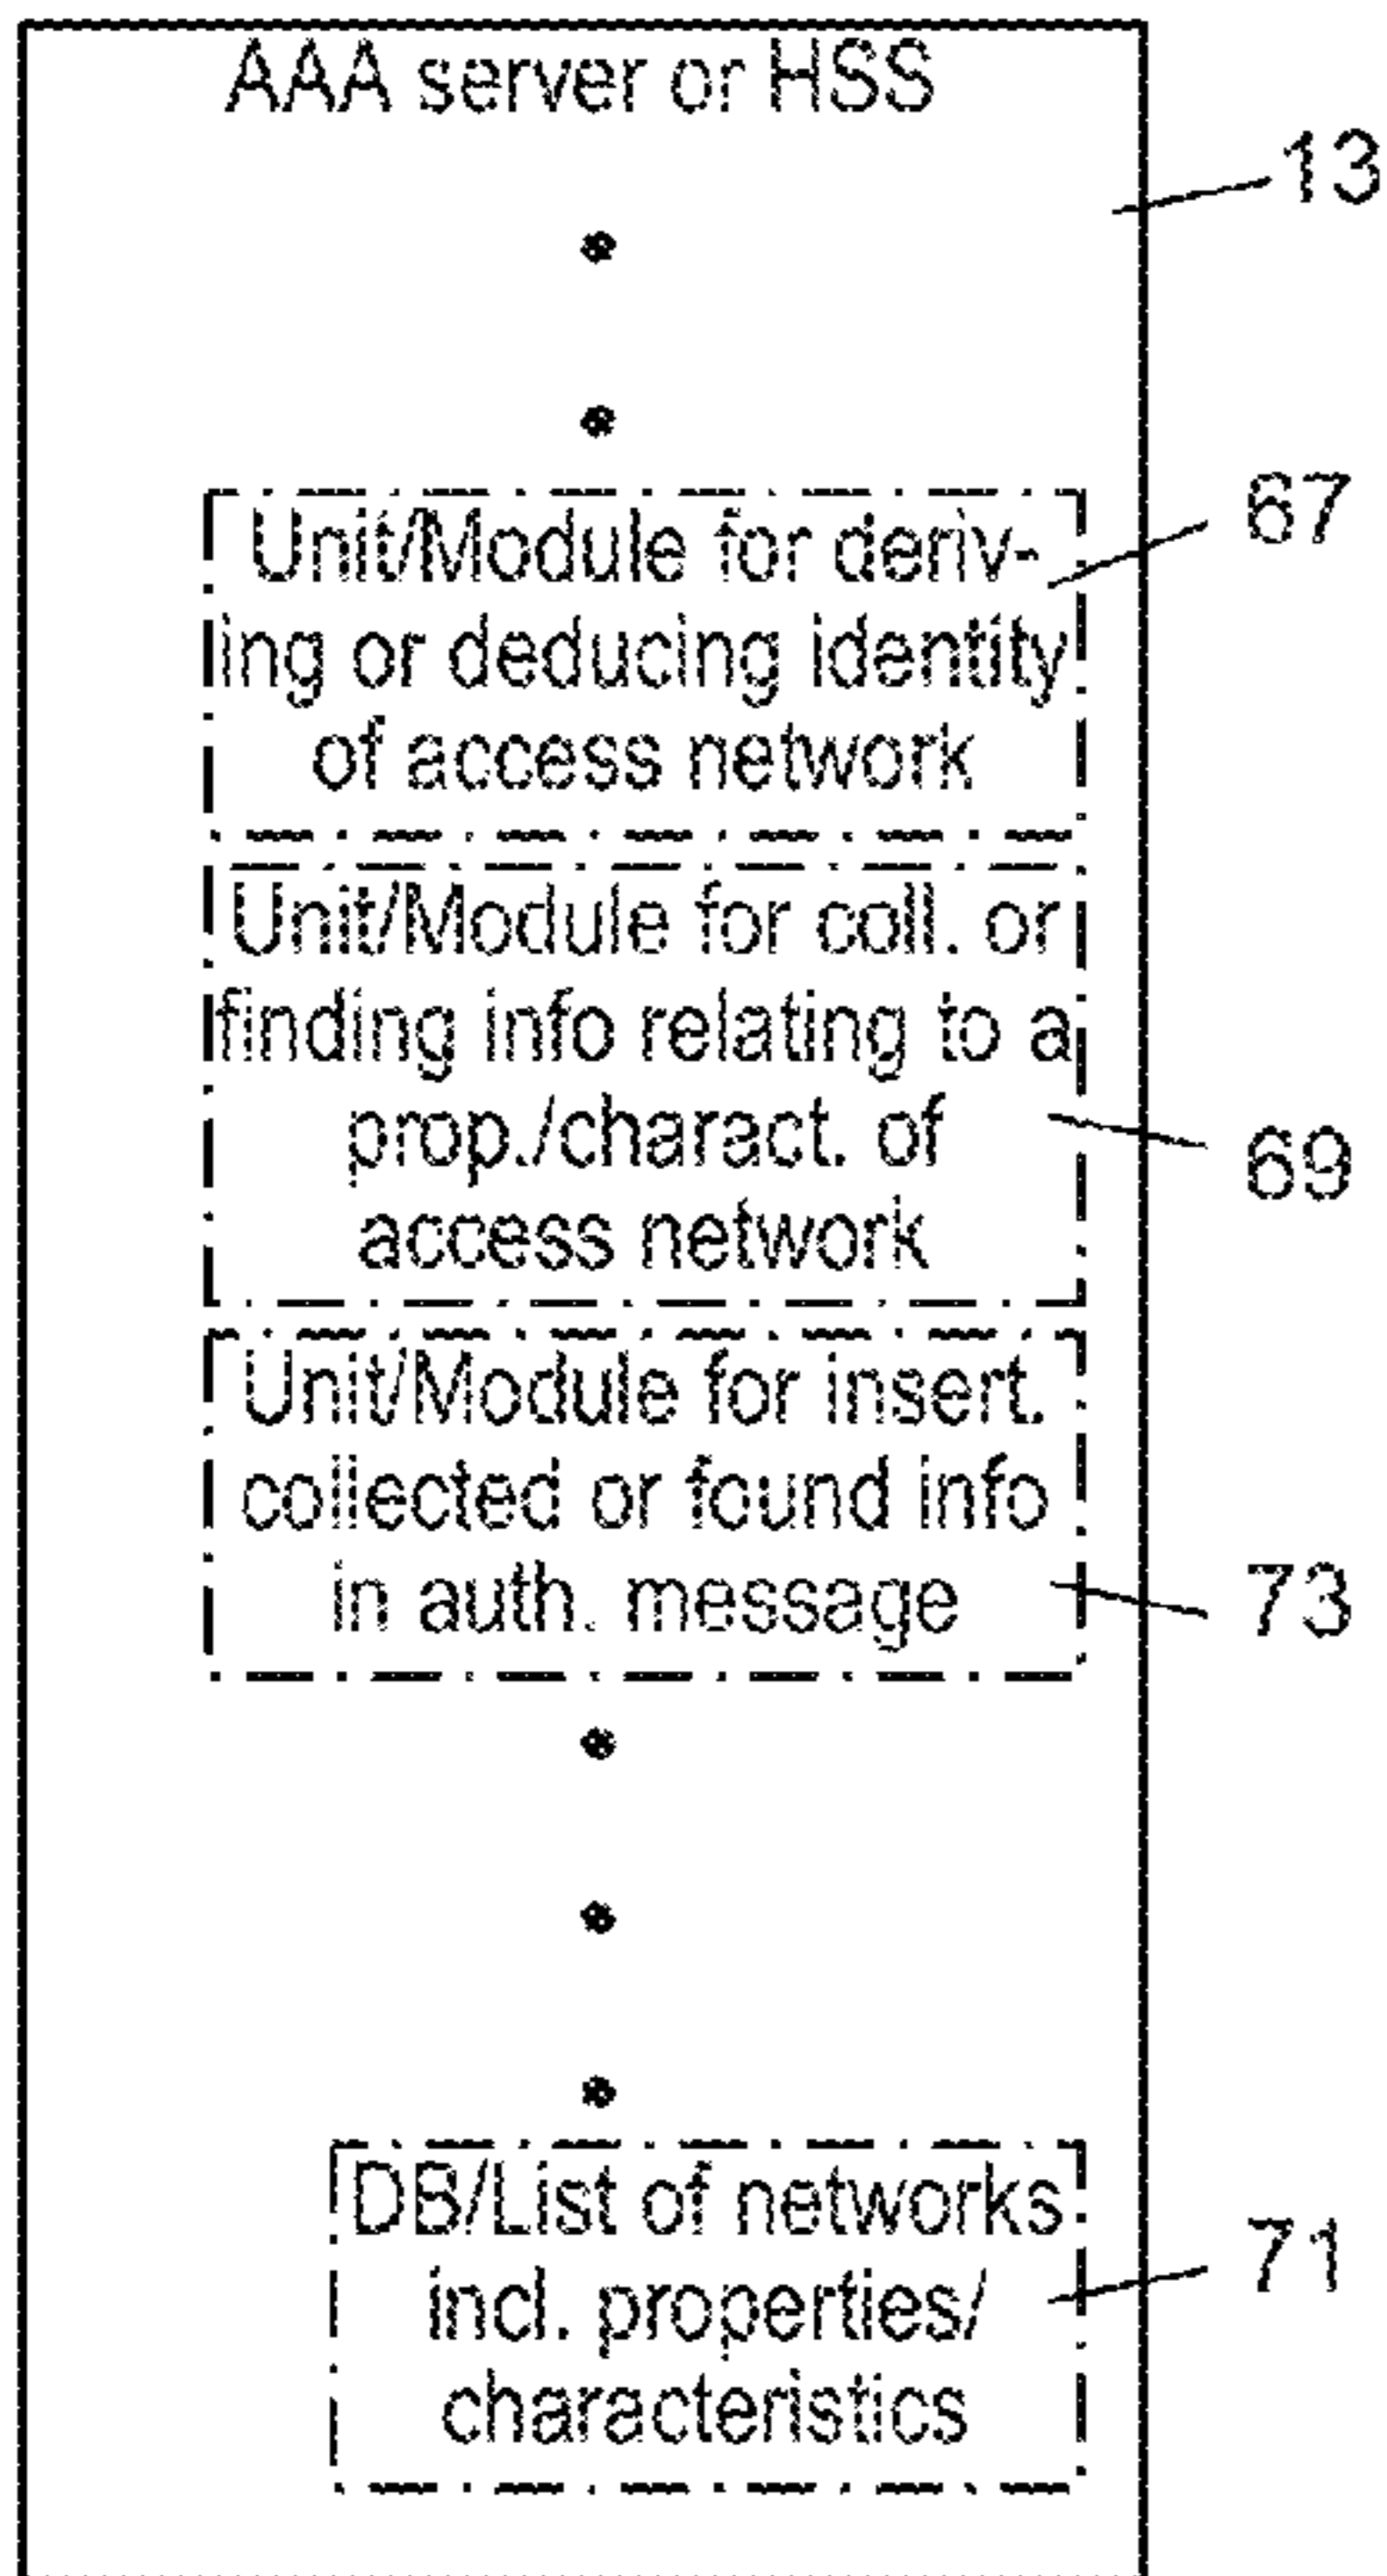 AAA server or HSS
13
Unit/Module for deriv-
67
ing or deducing identity
of access network
Unit/Module for coll. or
finding info relating to a
prop./charact. of
69
access network
Unit/Module for insert.
collected or found info
in auth. message
73
DB/List of networks
71
incl. properties/
characteristics